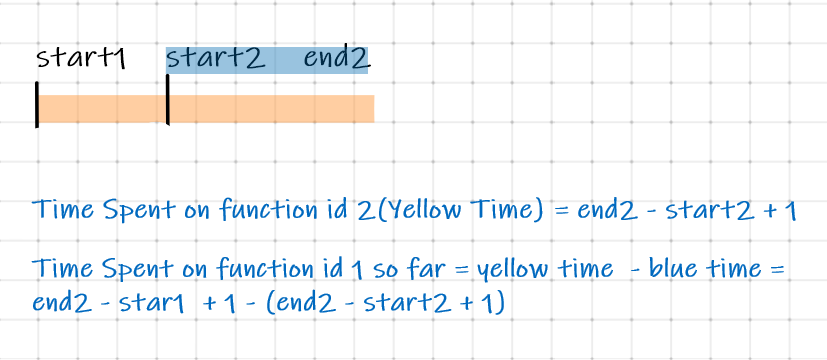 start1 start2 end2
Time Spent on function id 2(Yellow Time) = end2 - start2 + 1
Time Spent on function id 1 so far = yellow time - blue time =
end2 - star1 + 1 - (end2 - start2 + 1)